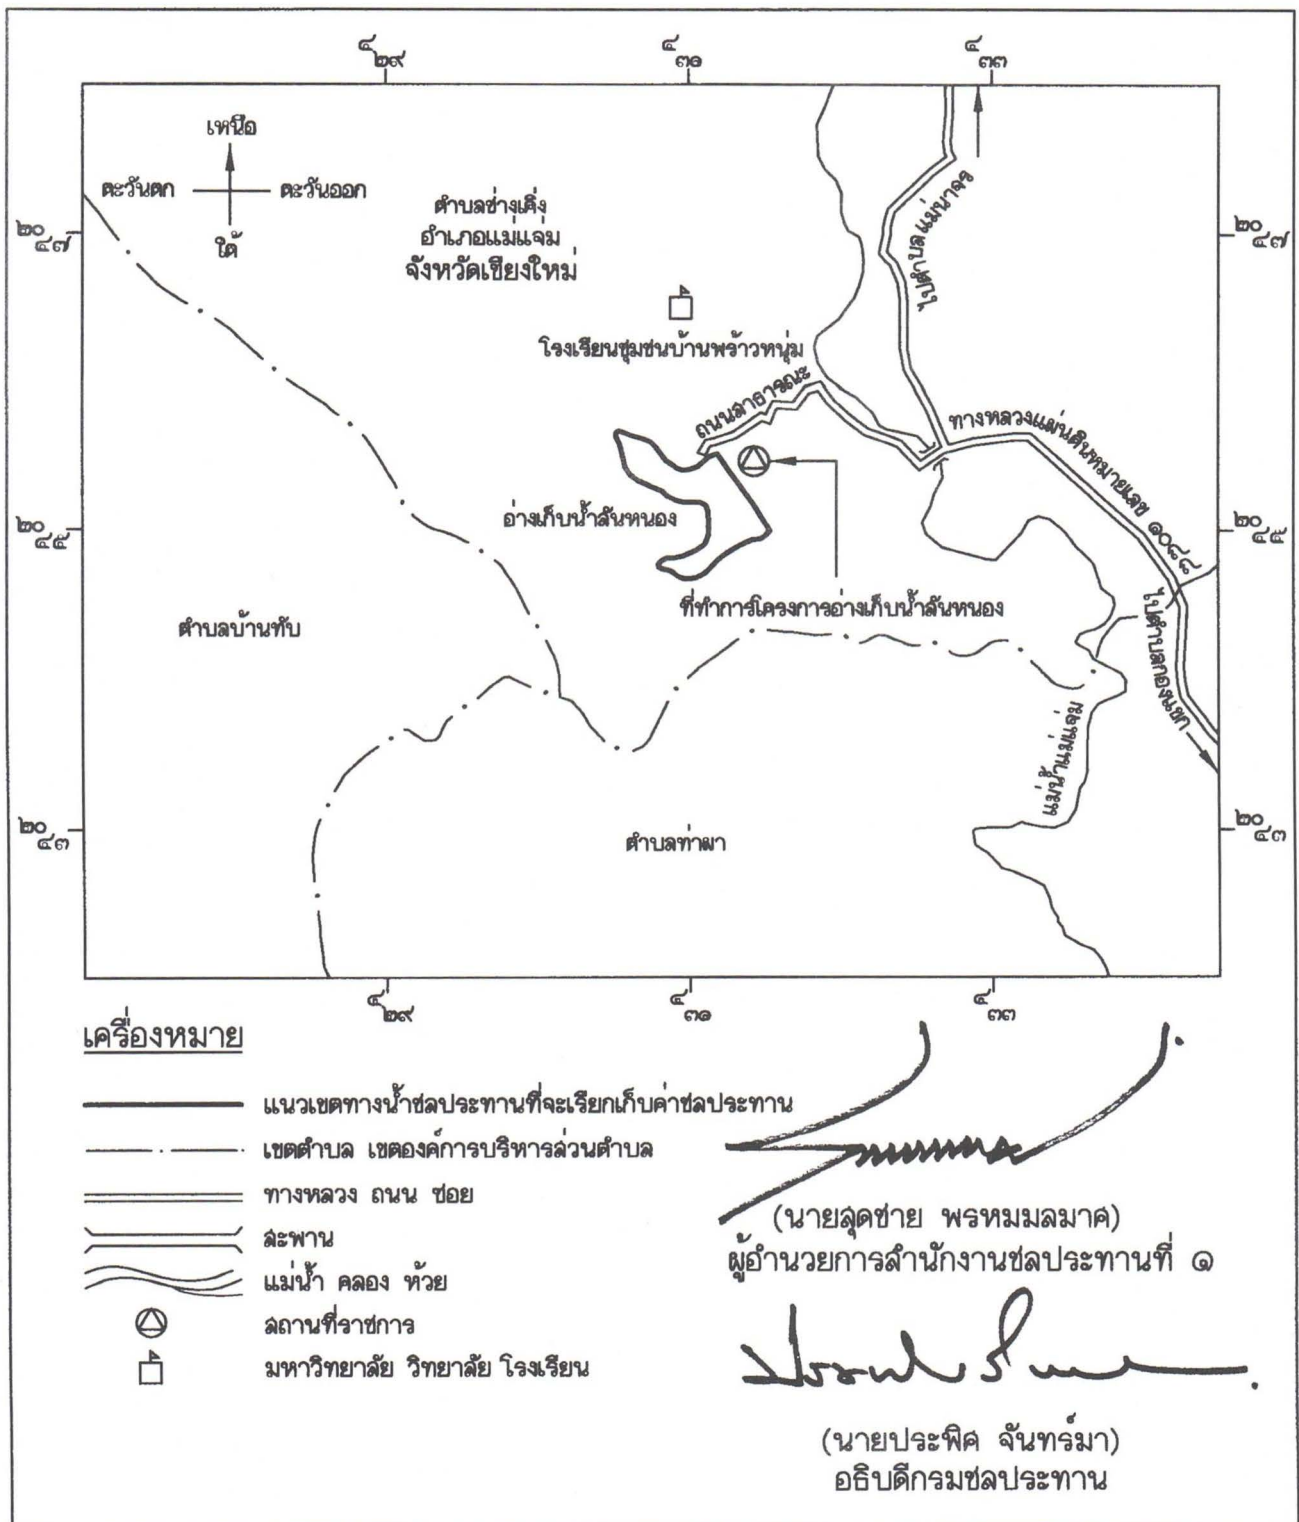 ๔๒๙
๔๓๑
๔๓๓
เหนือ
ตะวันตก ตะวันออก
ใต้
ตำบลช่างเคิ่ง
อำเภอแม่แจ่ม
จังหวัดเชียงใหม่
๒๐๔๗
๒๐๔๗
ไปตำบลแม่นาจร
โรงเรียนชุมชนบ้านพร้าวหนุ่ม
ถนนสาธารณะ
ทางหลวงแผ่นดินหมายเลข ๑๐๘๘
อ่างเก็บน้ำสันหนอง
๒๐๔๕
๒๐๔๕
ที่ทำการโครงการอ่างเก็บน้ำสันหนอง
ตำบลบ้านทับ
ไปตำบลกองแขก
แม่น้ำแม่แจ่ม
๒๐๔๓
๒๐๔๓
ตำบลท่าผา
๔๒๙
๔๓๑
๔๓๓
เครื่องหมาย
แนวเขตทางน้ำชลประทานที่จะเรียกเก็บค่าชลประทาน
เขตตำบล เขตองค์การบริหารส่วนตำบล
ทางหลวง ถนน ซอย
สะพาน
แม่น้ำ คลอง ห้วย
สถานที่ราชการ
มหาวิทยาลัย วิทยาลัย โรงเรียน
(นายสุดชาย พรหมมลมาศ)
ผู้อำนวยการสำนักงานชลประทานที่ ๑
(นายประพิศ จันทร์มา)
อธิบดีกรมชลประทาน